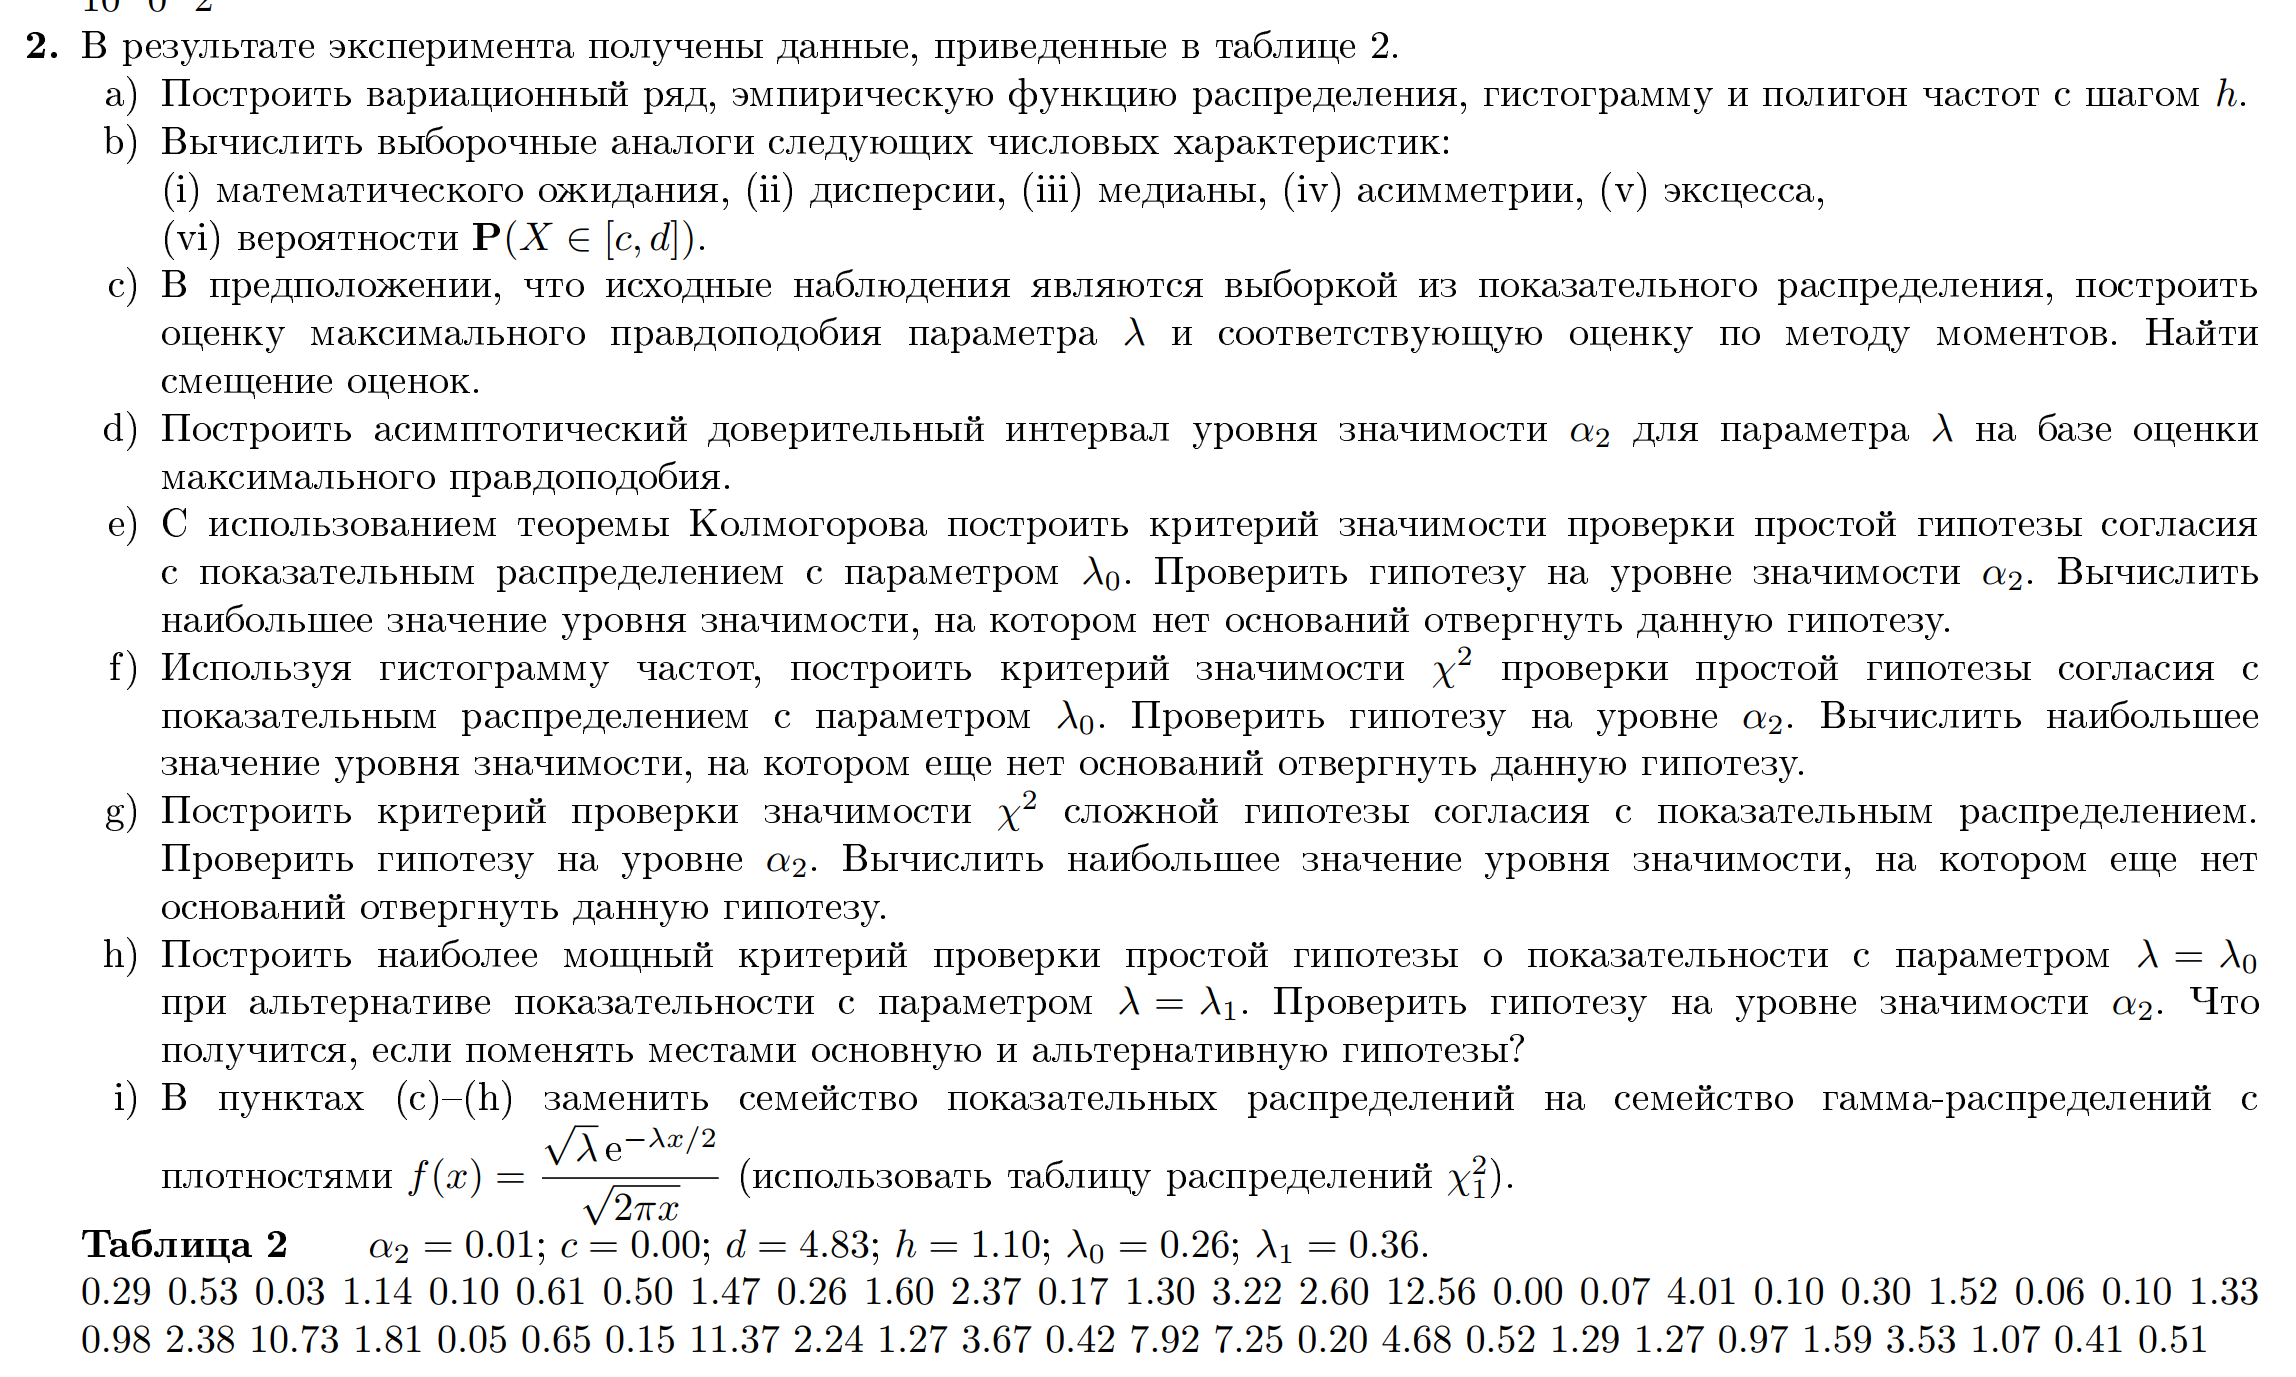 10 0 2
2. В результате эксперимента получены данные, приведенные в таблице 2.
a) Построить вариационный ряд, эмпирическую функцию распределения, гистограмму и полигон частот с шагом h.
b) Вычислить выборочные аналоги следующих числовых характеристик:
(i) математического ожидания, (ii) дисперсии, (iii) медианы, (iv) асимметрии, (v) эксцесса,
(vi) вероятности P(X ∈ [c, d]).
c) В предположении, что исходные наблюдения являются выборкой из показательного распределения, построить
оценку максимального правдоподобия параметра λ и соответствующую оценку по методу моментов. Найти
смещение оценок.
d) Построить асимптотический доверительный интервал уровня значимости α₂ для параметра λ на базе оценки
максимального правдоподобия.
e) С использованием теоремы Колмогорова построить критерий значимости проверки простой гипотезы согласия
с показательным распределением с параметром λ₀. Проверить гипотезу на уровне значимости α₂. Вычислить
наибольшее значение уровня значимости, на котором нет оснований отвергнуть данную гипотезу.
f) Используя гистограмму частот, построить критерий значимости χ² проверки простой гипотезы согласия с
показательным распределением с параметром λ₀. Проверить гипотезу на уровне α₂. Вычислить наибольшее
значение уровня значимости, на котором еще нет оснований отвергнуть данную гипотезу.
g) Построить критерий проверки значимости χ² сложной гипотезы согласия с показательным распределением.
Проверить гипотезу на уровне α₂. Вычислить наибольшее значение уровня значимости, на котором еще нет
оснований отвергнуть данную гипотезу.
h) Построить наиболее мощный критерий проверки простой гипотезы о показательности с параметром λ = λ₀
при альтернативе показательности с параметром λ = λ₁. Проверить гипотезу на уровне значимости α₂. Что
получится, если поменять местами основную и альтернативную гипотезы?
i) В пунктах (c)–(h) заменить семейство показательных распределений на семейство гамма-распределений с
плотностями f(x) = √λ e^{−λx/2} / √(2πx) (использовать таблицу распределений χ₁²).
Таблица 2 α₂ = 0.01; c = 0.00; d = 4.83; h = 1.10; λ₀ = 0.26; λ₁ = 0.36.
0.29 0.53 0.03 1.14 0.10 0.61 0.50 1.47 0.26 1.60 2.37 0.17 1.30 3.22 2.60 12.56 0.00 0.07 4.01 0.10 0.30 1.52 0.06 0.10 1.33
0.98 2.38 10.73 1.81 0.05 0.65 0.15 11.37 2.24 1.27 3.67 0.42 7.92 7.25 0.20 4.68 0.52 1.29 1.27 0.97 1.59 3.53 1.07 0.41 0.51